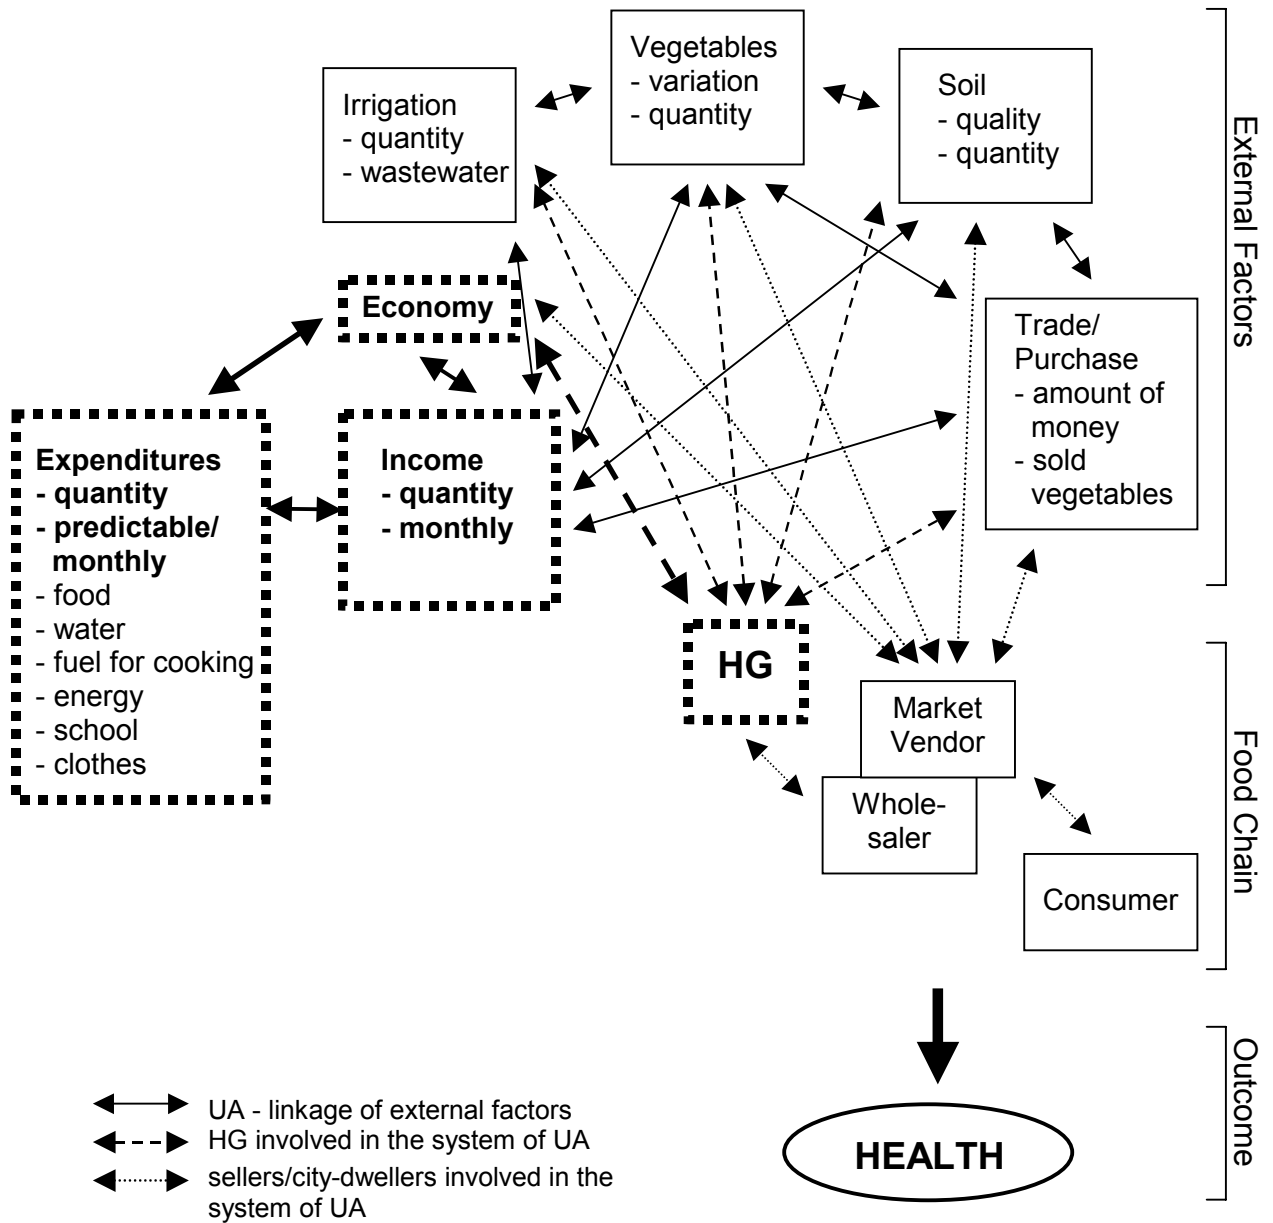 Vegetables
- variation
- quantity
Irrigation
- quantity
- wastewater
Soil
- quality
- quantity
External Factors
Economy
Trade/
Purchase
- amount of
money
- sold
vegetables
Expenditures
- quantity
- predictable/
monthly
- food
- water
- fuel for cooking
- energy
- school
- clothes
Income
- quantity
- monthly
HG
Market
Vendor
Whole-
saler
Consumer
Food Chain
HEALTH
Outcome
UA - linkage of external factors
HG involved in the system of UA
sellers/city-dwellers involved in the
system of UA